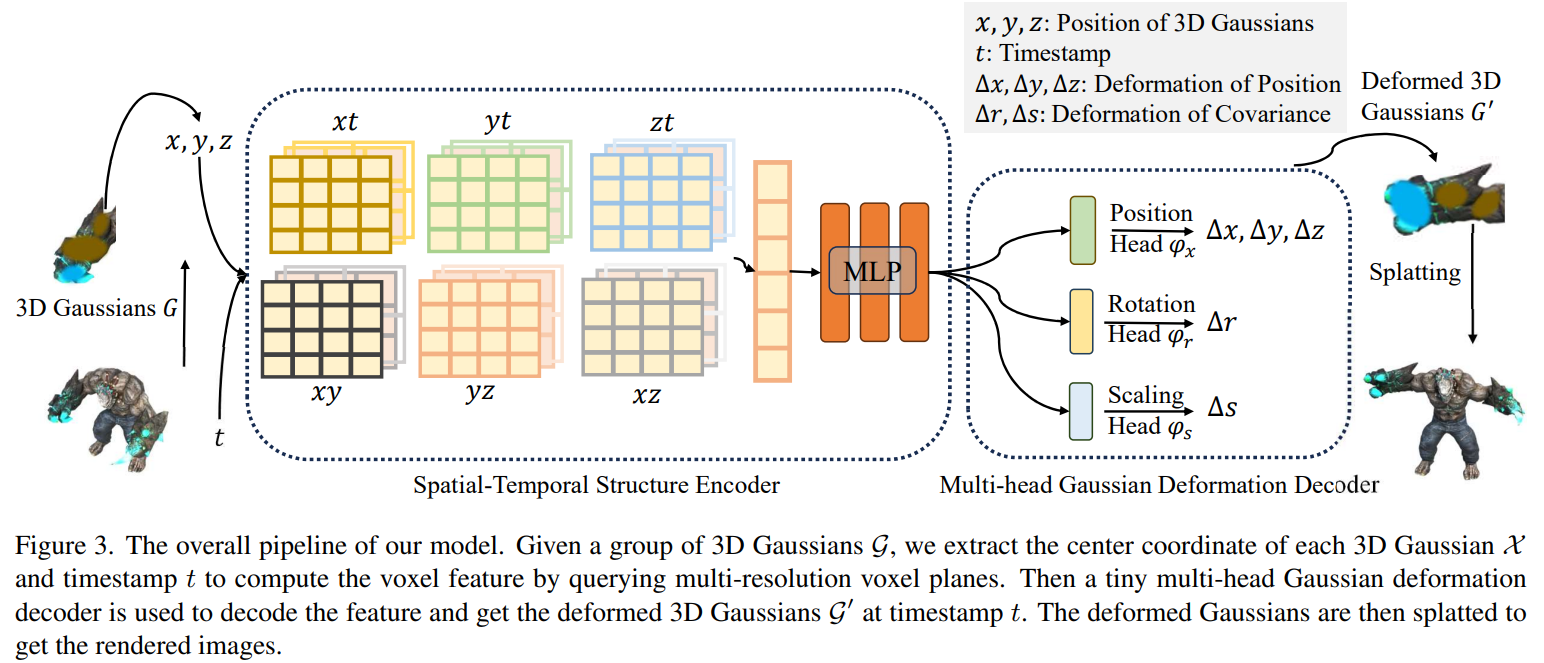 x, y, z: Position of 3D Gaussians
t: Timestamp
Δx, Δy, Δz: Deformation of Position
Δr, Δs: Deformation of Covariance
Deformed 3D
Gaussians G′
x, y, z
xt
yt
zt
3D Gaussians G
t
xy
yz
xz
MLP
Position
Head φx
Δx, Δy, Δz
Rotation
Head φr
Δr
Scaling
Head φs
Δs
Splatting
Spatial-Temporal Structure Encoder
Multi-head Gaussian Deformation Decoder
Figure 3. The overall pipeline of our model. Given a group of 3D Gaussians 𝒢, we extract the center coordinate of each 3D Gaussian 𝒳
and timestamp t to compute the voxel feature by querying multi-resolution voxel planes. Then a tiny multi-head Gaussian deformation
decoder is used to decode the feature and get the deformed 3D Gaussians 𝒢′ at timestamp t. The deformed Gaussians are then splatted to
get the rendered images.